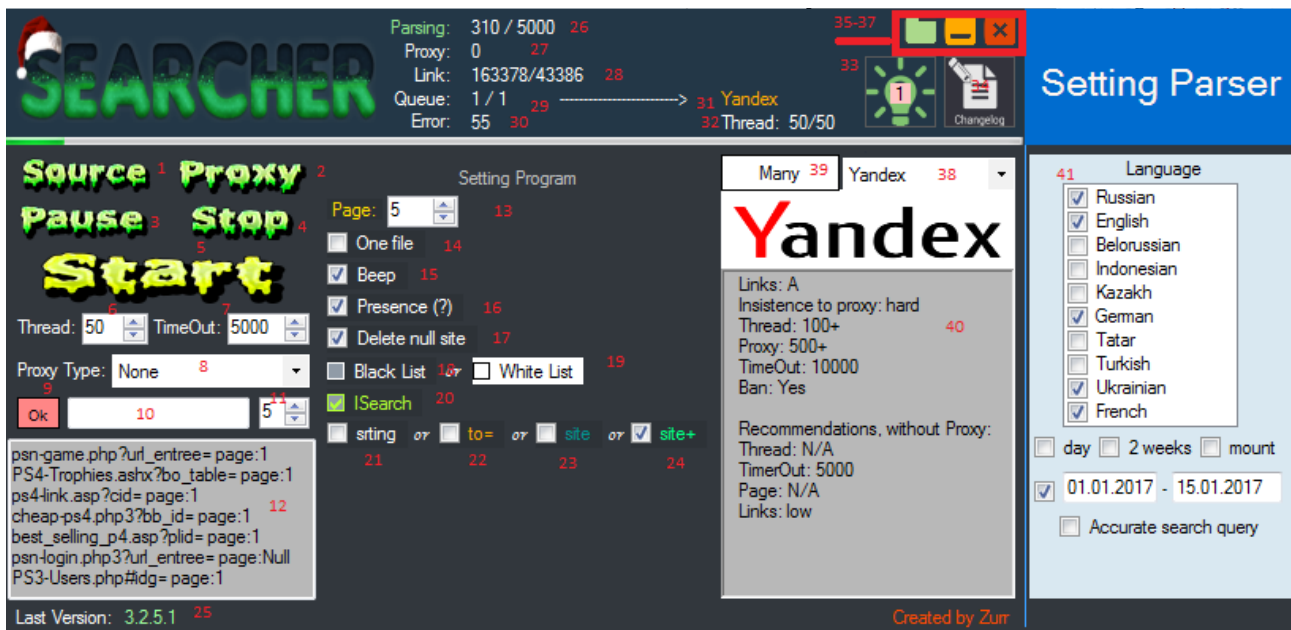 SEARCHER
Parsing: 310 / 5000 26
Proxy: 0 27
Link: 163378/43386 28
Queue: 1 / 1 29 ------------------------> 31 Yandex
Error: 55 30 32 Thread: 50/50
35-37
33
1
34
Changelog
Setting Parser
Source 1 Proxy 2
Pause 3 Stop 4
5
Start
6 7
Thread: 50 TimeOut: 5000
Proxy Type: None 8
9 11
Ok 10 5
psn-game.php?url_entree= page:1
PS4-Trophies.ashx?bo_table= page:1
ps4-link.asp?cid= page:1
cheap-ps4.php3?bb_id= page:1 12
best_selling_p4.asp?plid= page:1
psn-login.php3?url_entree= page:Null
PS3-Users.php#idg= page:1
Last Version: 3.2.5.1 25
Setting Program
Page: 5 13
One file 14
Beep 15
Presence (?) 16
Delete null site 17
Black List 18 or White List 19
ISearch 20
srting or to= or site or site+
21 22 23 24
Many 39 Yandex 38
Yandex
Links: A
Insistence to proxy: hard
Thread: 100+ 40
Proxy: 500+
TimeOut: 10000
Ban: Yes
Recommendations, without Proxy:
Thread: N/A
TimerOut: 5000
Page: N/A
Links: low
Created by Zurr
41 Language
Russian
English
Belorussian
Indonesian
Kazakh
German
Tatar
Turkish
Ukrainian
French
day 2 weeks mount
01.01.2017 - 15.01.2017
Accurate search query